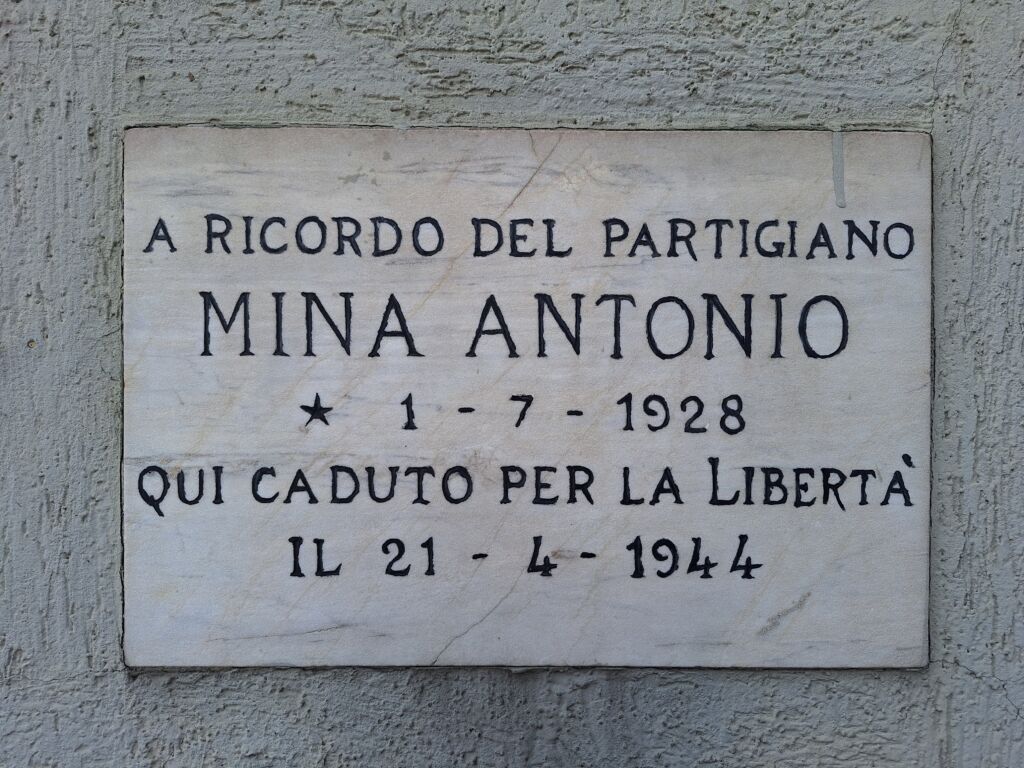 A RICORDO DEL PARTIGIANO
MINA ANTONIO
★ 1 - 7 - 1928
QUI CADUTO PER LA LIBERTÀ
IL 21 - 4 - 1944